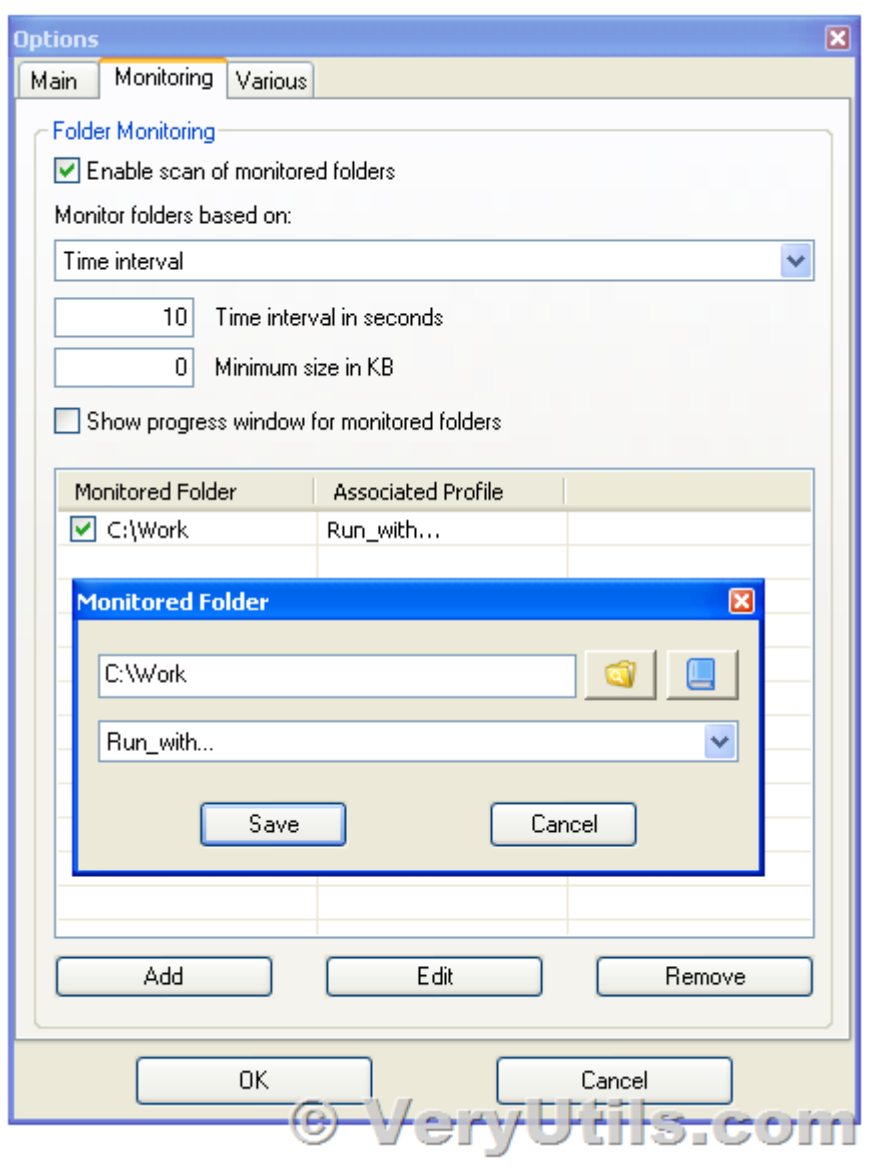 Options
Main Monitoring Various
Folder Monitoring
Enable scan of monitored folders
Monitor folders based on:
Time interval
10 Time interval in seconds
0 Minimum size in KB
Show progress window for monitored folders
Monitored Folder Associated Profile
C:\Work Run_with...
Monitored Folder
C:\Work
Run_with...
Save Cancel
Add Edit Remove
OK Cancel
© VeryUtils.com